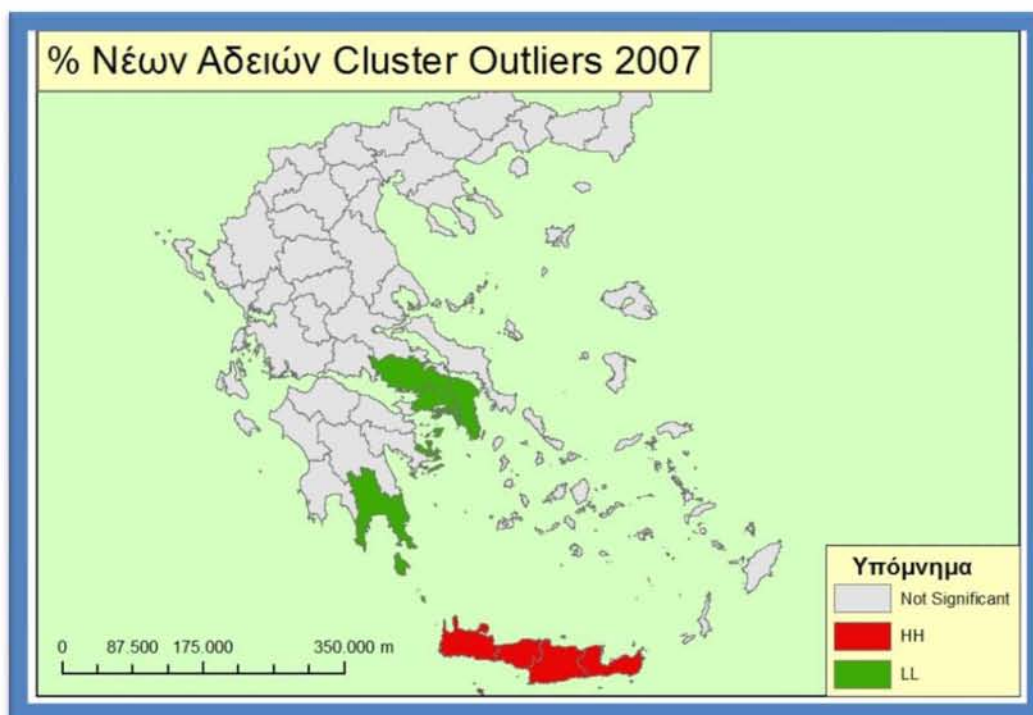 % Νέων Αδειών Cluster Outliers 2007
Υπόμνημα
Not Significant
HH
LL
0 87.500 175.000 350.000 m